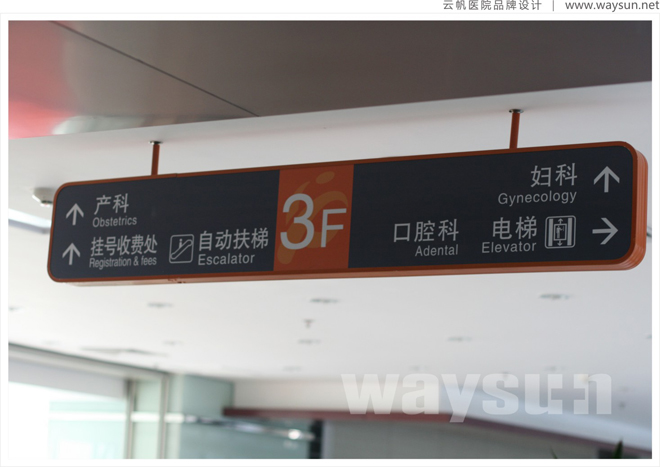 云帆医院品牌设计 | www.waysun.net
产科
Obstetrics
挂号收费处
Registration & fees
自动扶梯
Escalator
3F
妇科
Gynecology
口腔科
Adental
电梯
Elevator
waysun